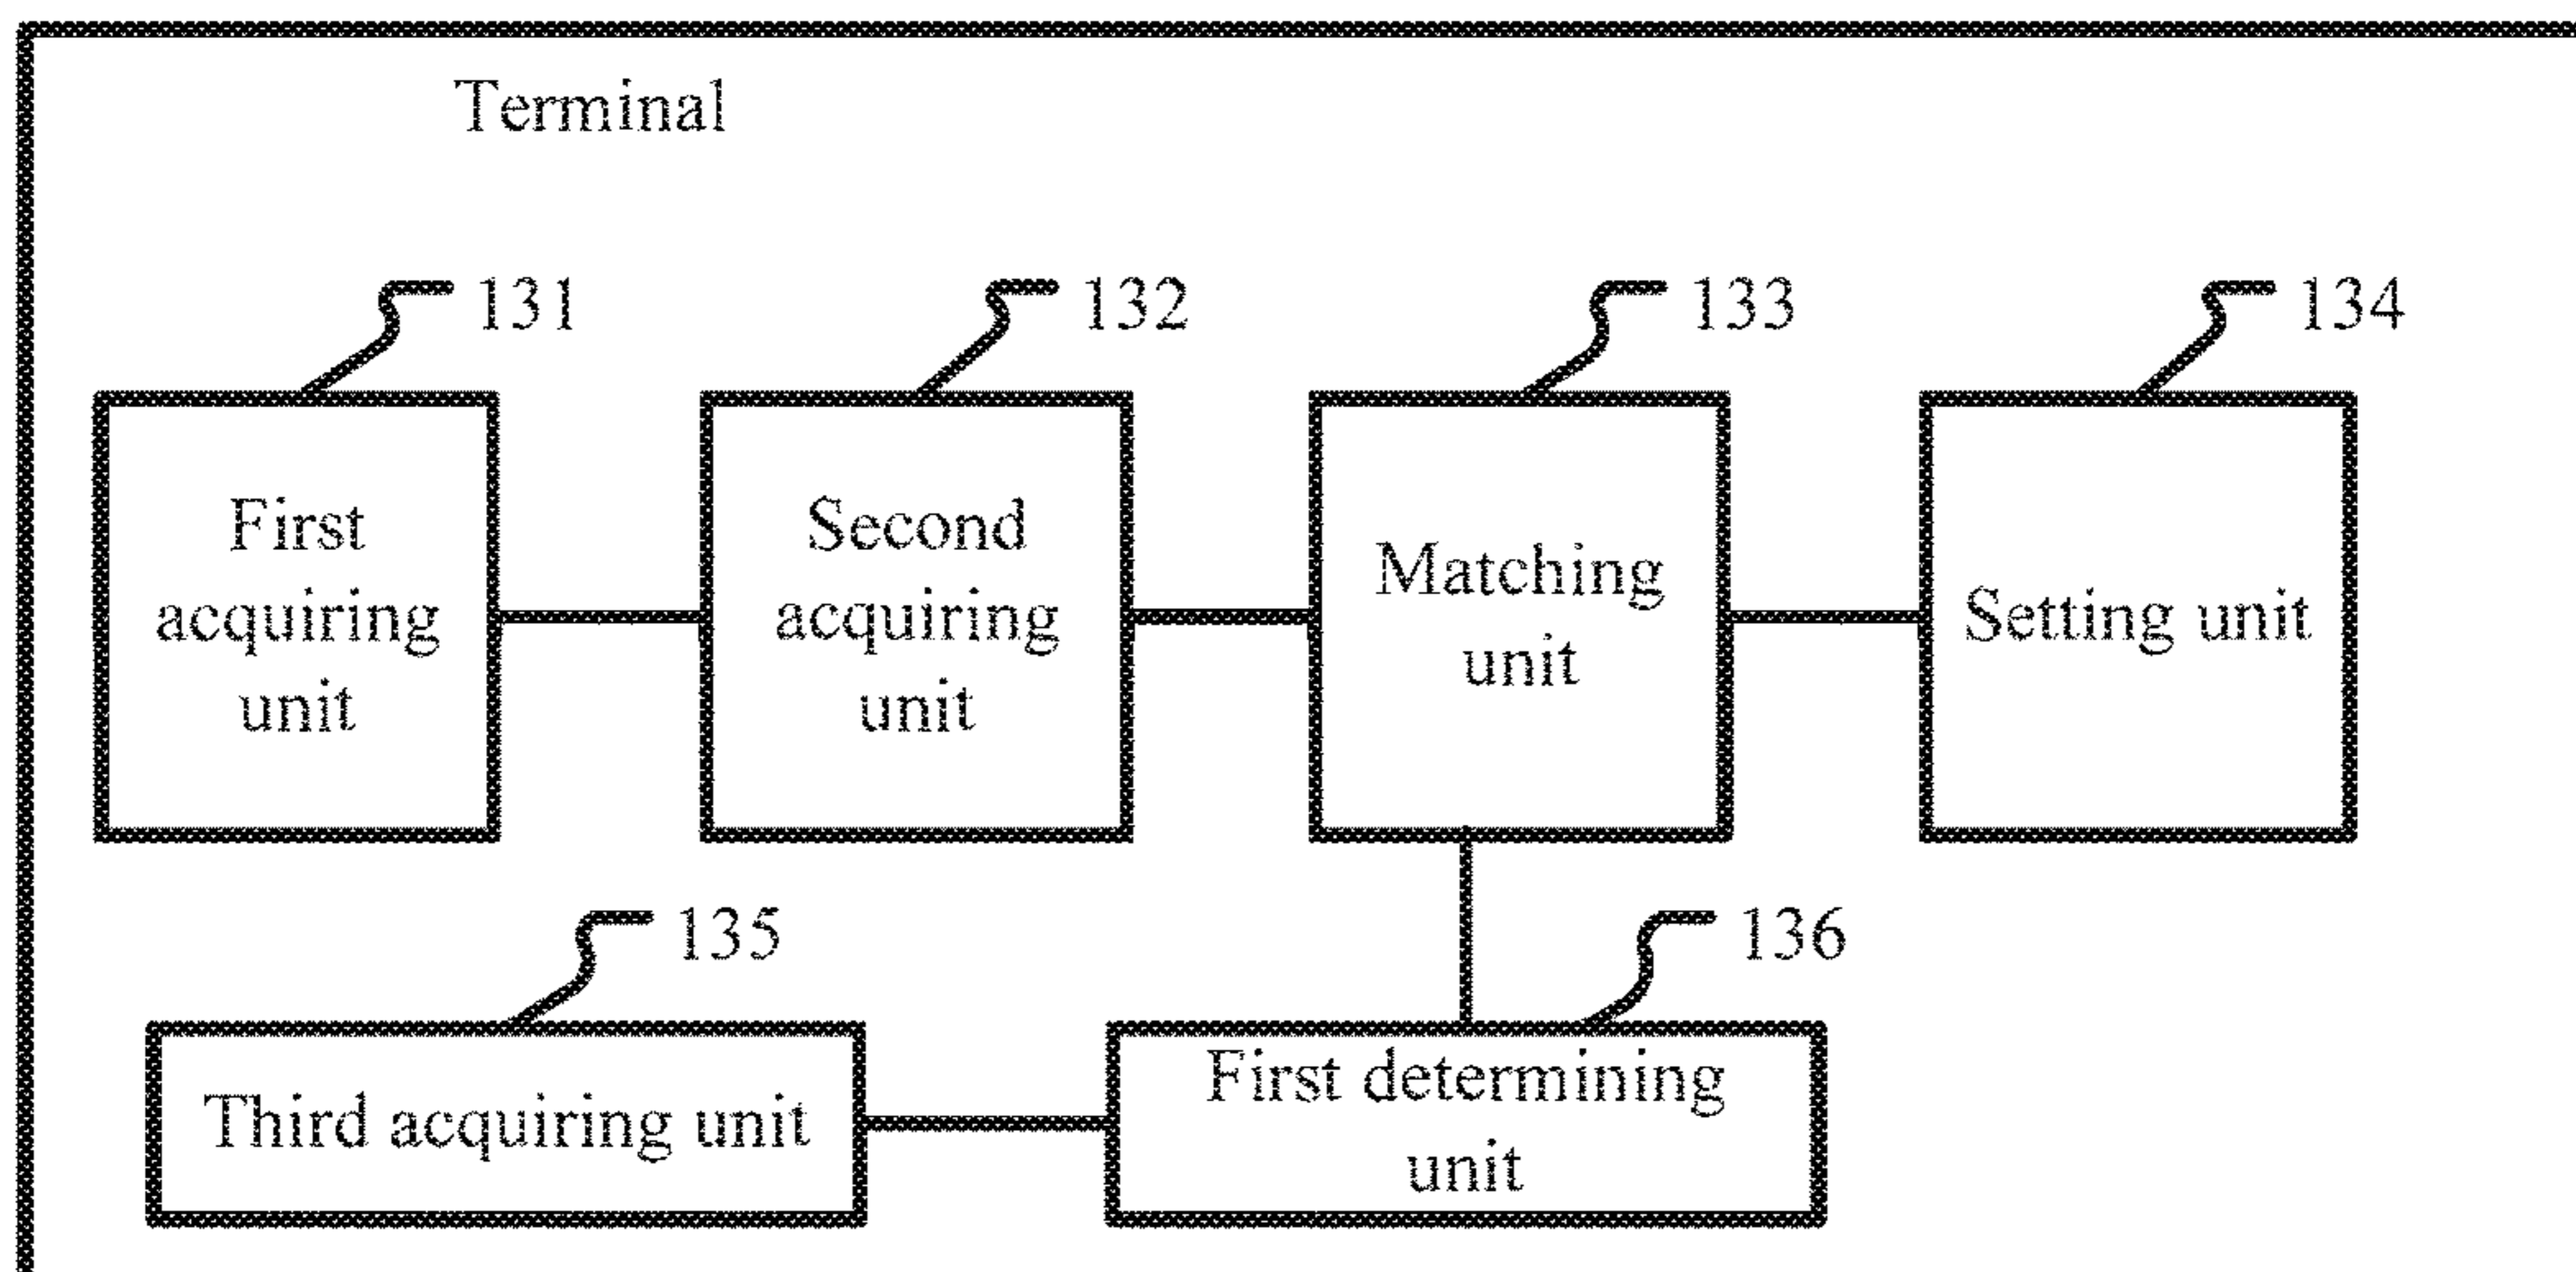 Terminal
131
132
133
134
First
acquiring
unit
Second
acquiring
unit
Matching
unit
Setting unit
135
136
Third acquiring unit
First determining
unit